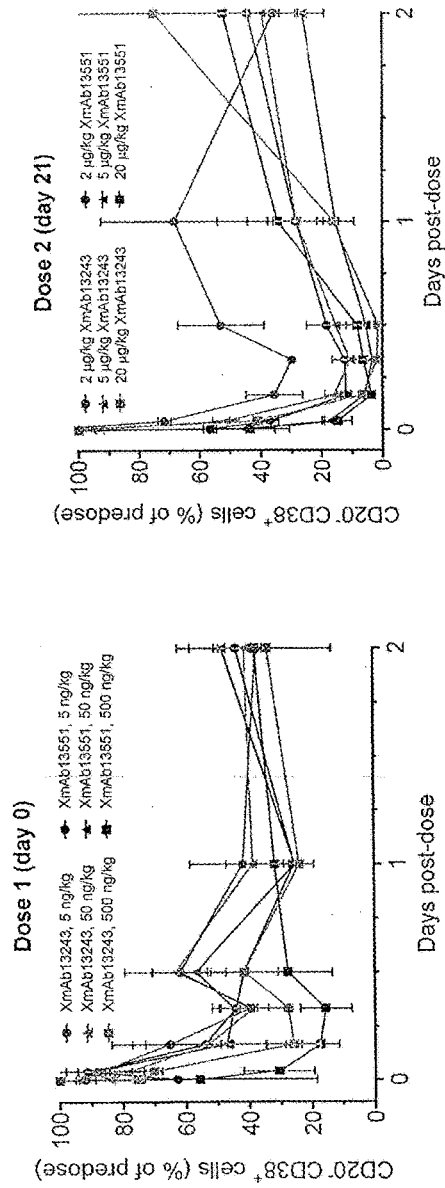 Dose 1 (day 0)
XmAb13243, 5 ng/kg
XmAb13243, 50 ng/kg
XmAb13243, 500 ng/kg
XmAb13551, 5 ng/kg
XmAb13551, 50 ng/kg
XmAb13551, 500 ng/kg
CD20⁻CD38⁺ cells (% of predose)
100
80
60
40
20
0
0
1
2
Days post-dose
Dose 2 (day 21)
2 µg/kg XmAb13243
5 µg/kg XmAb13243
20 µg/kg XmAb13243
2 µg/kg XmAb13551
5 µg/kg XmAb13551
20 µg/kg XmAb13551
CD20⁻CD38⁺ cells (% of predose)
100
80
60
40
20
0
0
1
2
Days post-dose